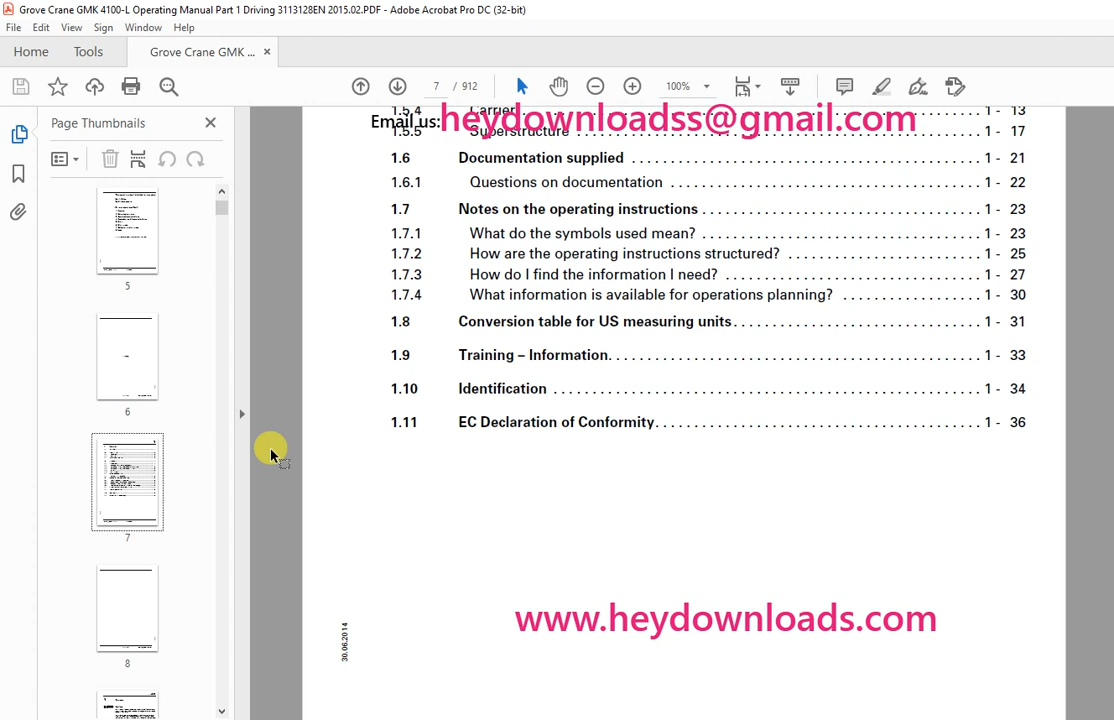 Grove Crane GMK 4100-L Operating Manual Part 1 Driving 3113128EN 2015.02.PDF - Adobe Acrobat Pro DC (32-bit)
File Edit View Sign Window Help
Home Tools Grove Crane GMK ... ×
7 / 912 100%
Page Thumbnails
5
6
7
8
1.5.4 Carrier 1 - 13
Email us: heydownloadss@gmail.com
1.5.5 Superstructure 1 - 17
1.6 Documentation supplied 1 - 21
1.6.1 Questions on documentation 1 - 22
1.7 Notes on the operating instructions 1 - 23
1.7.1 What do the symbols used mean? 1 - 23
1.7.2 How are the operating instructions structured? 1 - 25
1.7.3 How do I find the information I need? 1 - 27
1.7.4 What information is available for operations planning? 1 - 30
1.8 Conversion table for US measuring units 1 - 31
1.9 Training – Information 1 - 33
1.10 Identification 1 - 34
1.11 EC Declaration of Conformity 1 - 36
www.heydownloads.com
30.06.2014